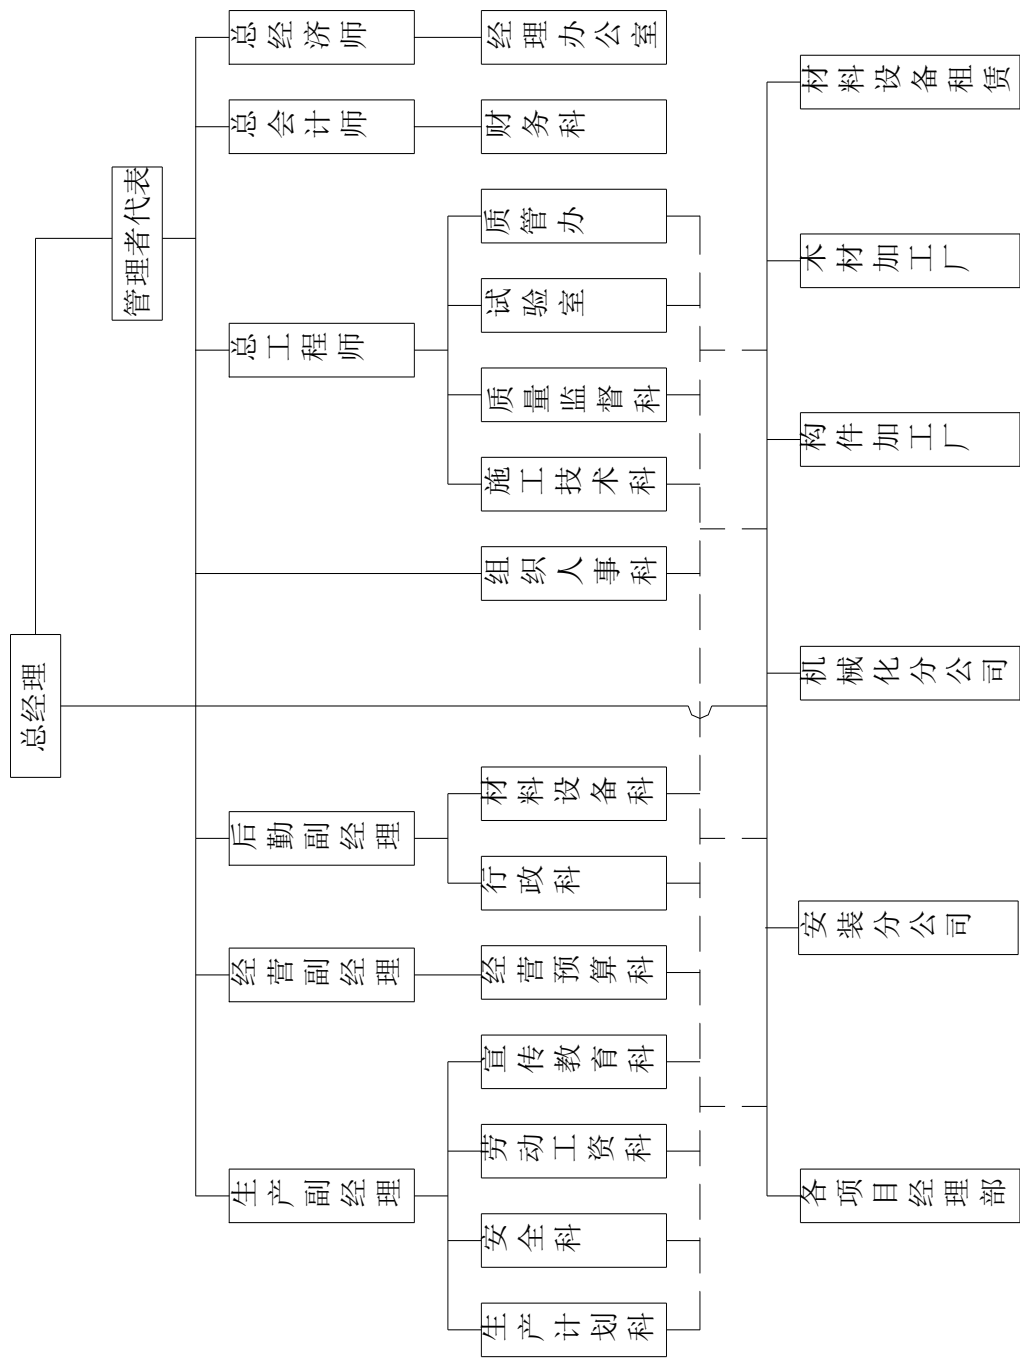 总经理
管理者代表
生产副经理
经营副经理
后勤副经理
总工程师
总会计师
总经济师
生产计划科
安全科
劳动工资科
宣传教育科
经营预算科
行政科
材料设备科
组织人事科
施工技术科
质量监督科
试验室
质管办
财务科
经理办公室
各项目经理部
安装分公司
机械化分公司
构件加工厂
木材加工厂
材料设备租赁